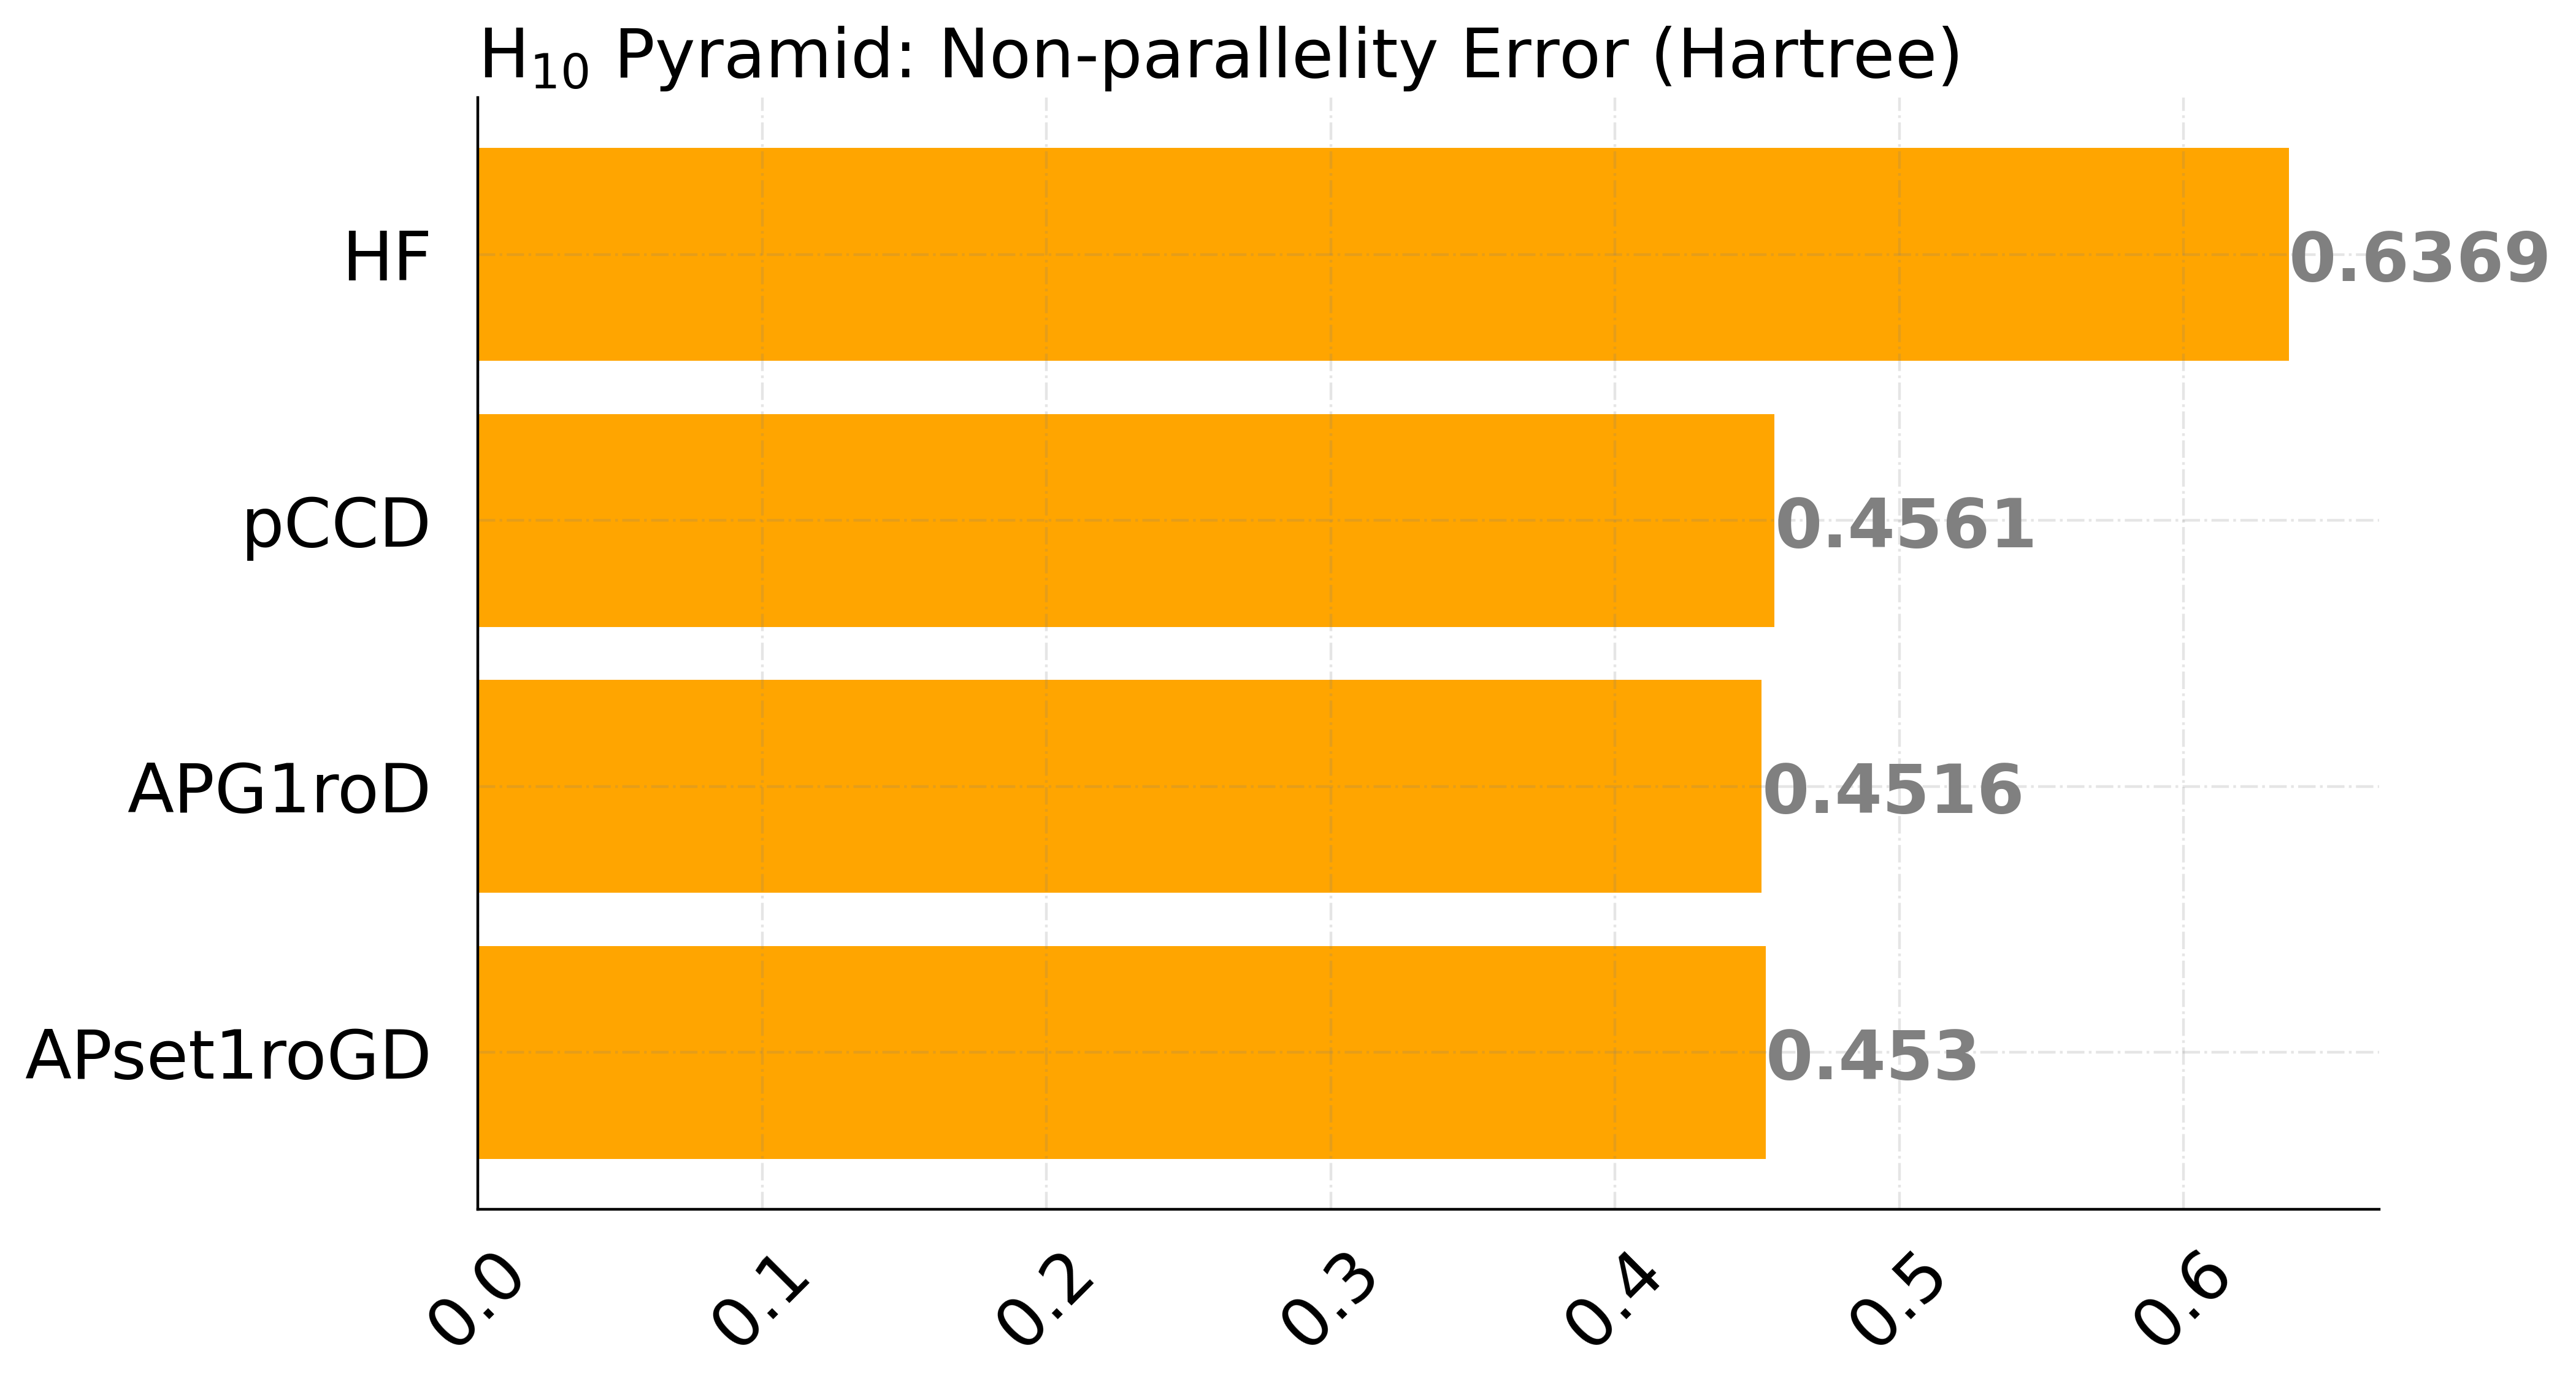 H₁₀ Pyramid: Non-parallelity Error (Hartree)
HF 0.6369
pCCD 0.4561
APG1roD 0.4516
APset1roGD 0.453
0.0 0.1 0.2 0.3 0.4 0.5 0.6